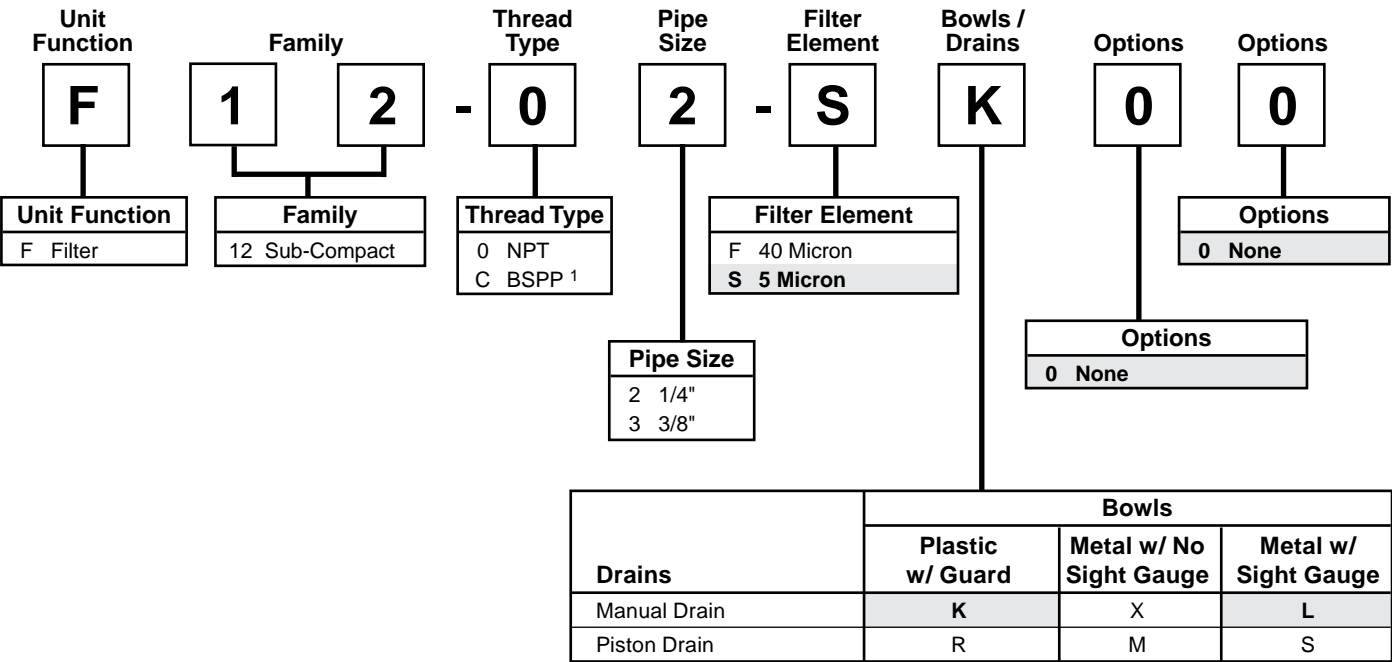 Unit Function
Family
Thread Type
Pipe Size
Filter Element
Bowls / Drains
Options
Options
F 1 2 - 0 2 - S K 0 0
Unit Function
F Filter
Family
12 Sub-Compact
Thread Type
0 NPT
C BSPP 1
Filter Element
F 40 Micron
S 5 Micron
Options
0 None
Options
0 None
Pipe Size
2 1/4"
3 3/8"
Bowls
Drains
Plastic w/ Guard
Metal w/ No Sight Gauge
Metal w/ Sight Gauge
Manual Drain K X L
Piston Drain R M S